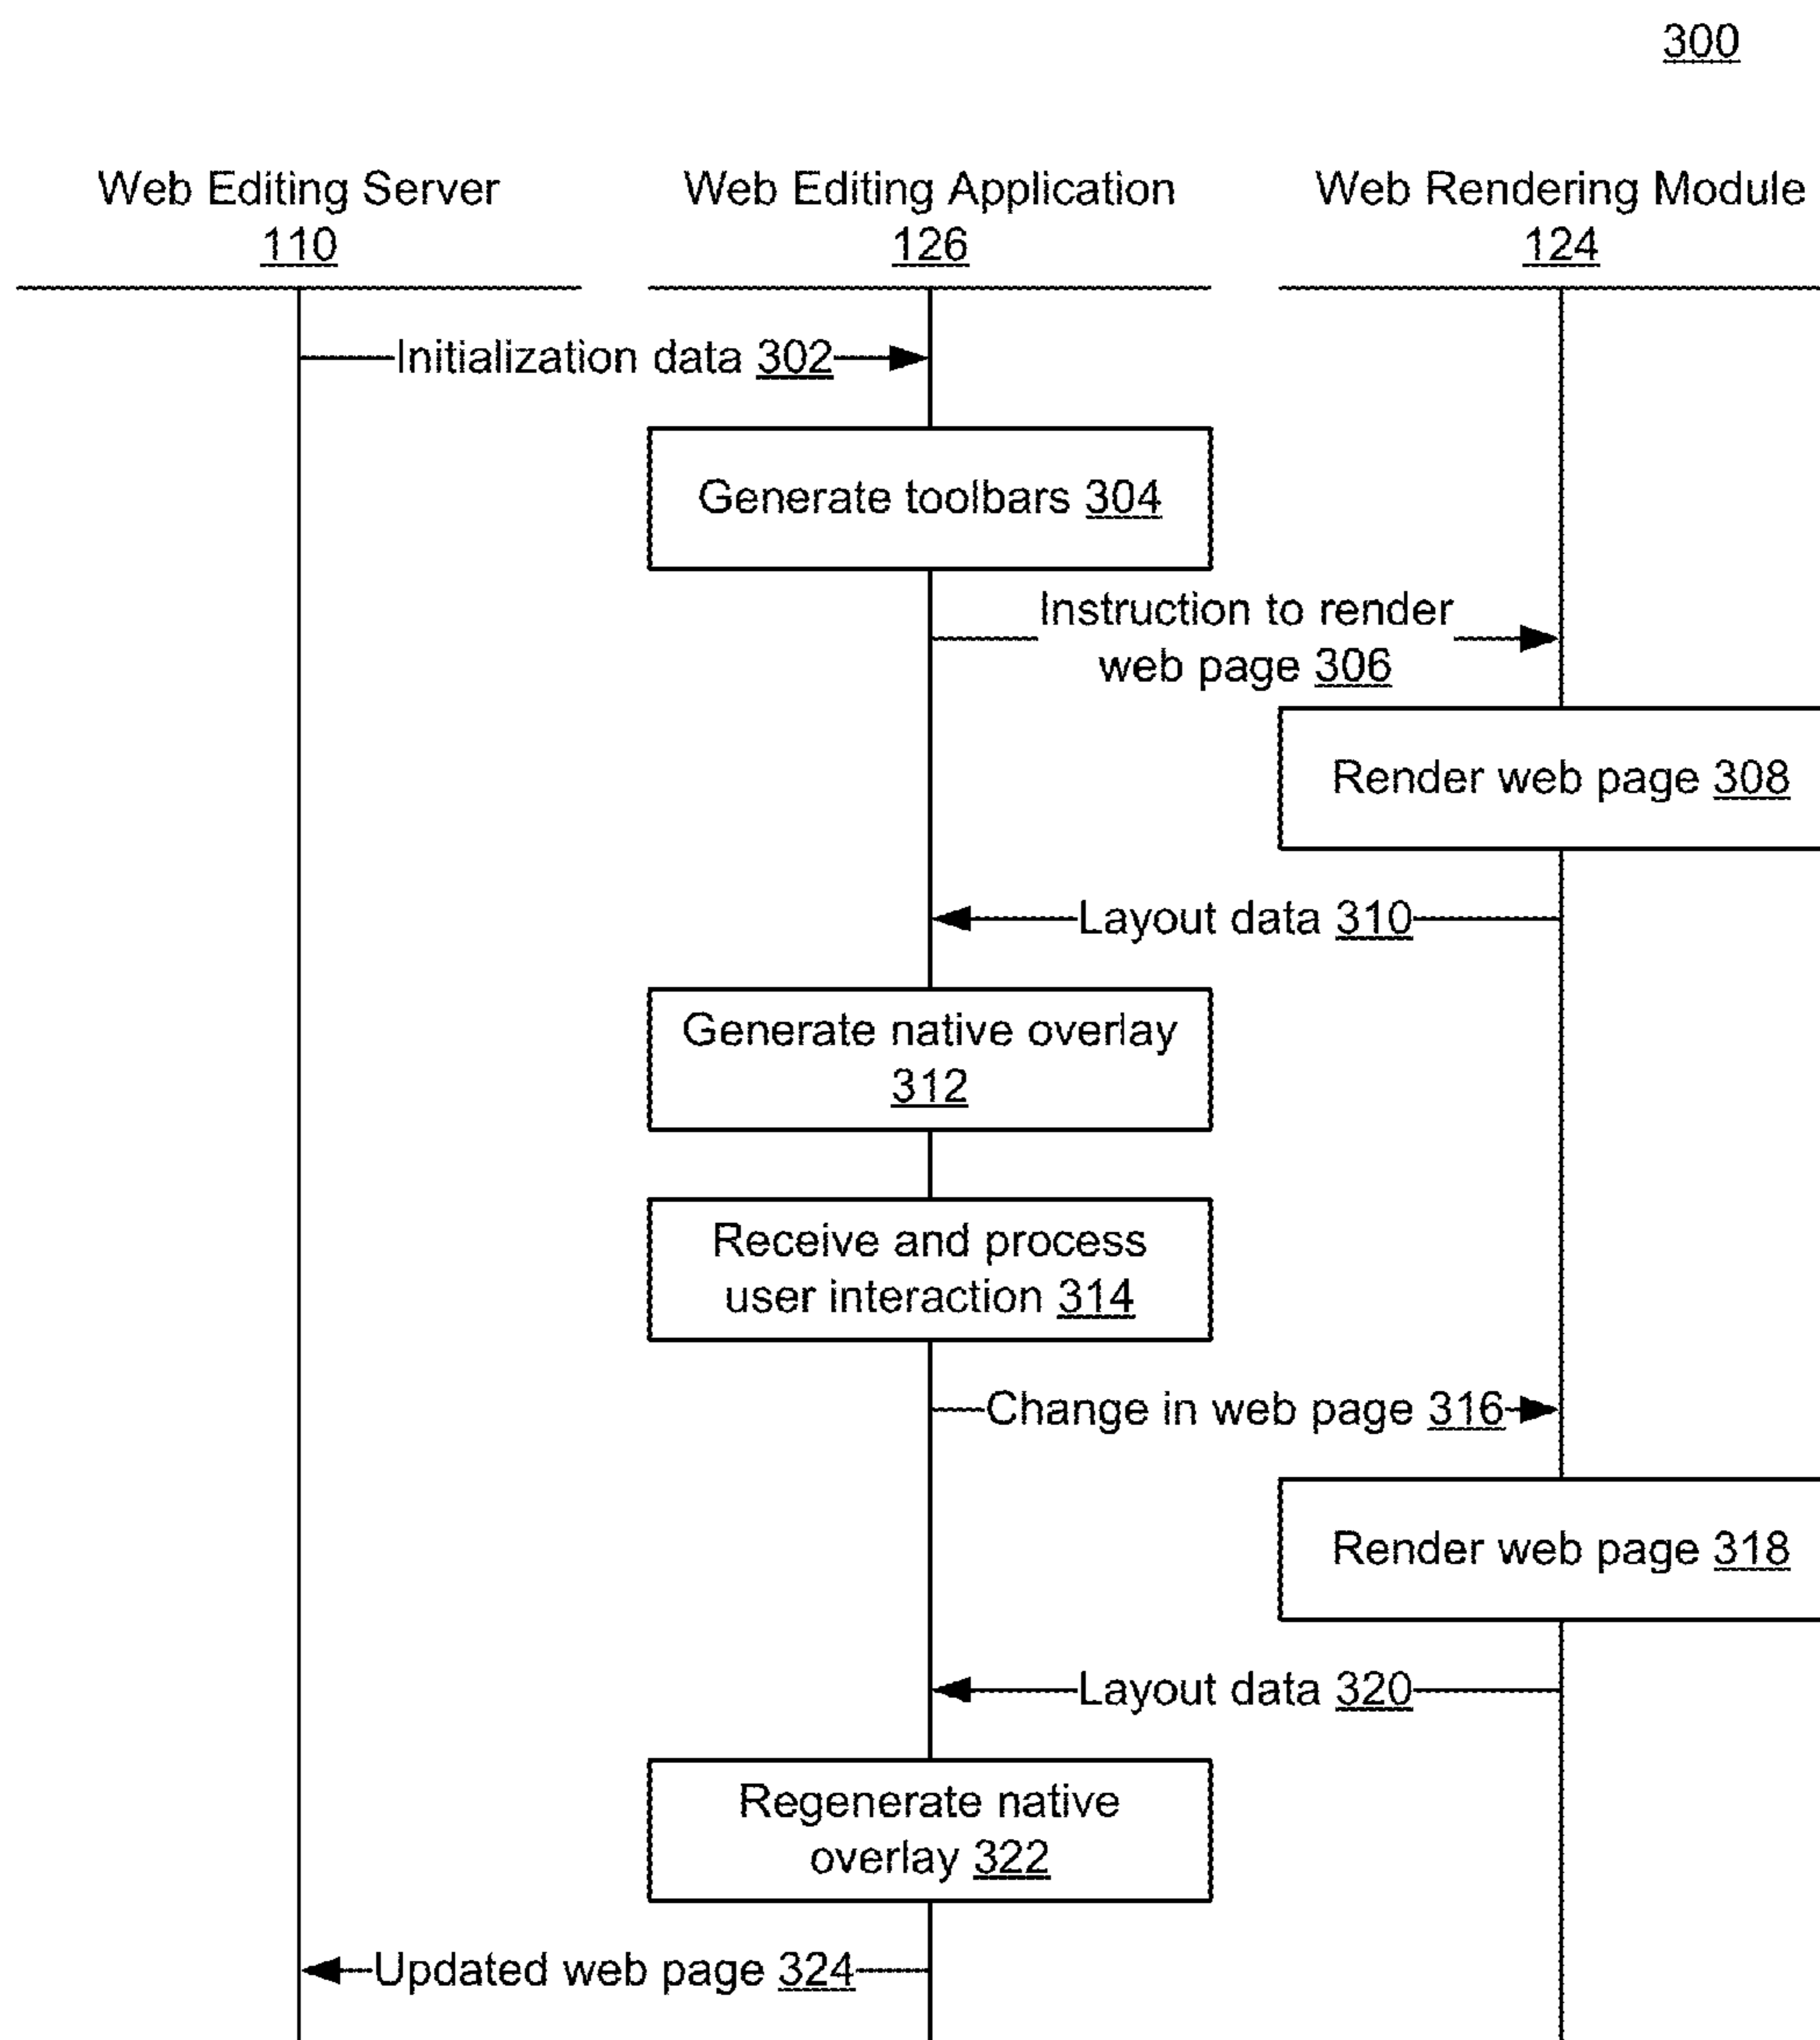 300
Web Editing Server
110
Web Editing Application
126
Web Rendering Module
124
Initialization data 302
Generate toolbars 304
Instruction to render
web page 306
Render web page 308
Layout data 310
Generate native overlay
312
Receive and process
user interaction 314
Change in web page 316
Render web page 318
Layout data 320
Regenerate native
overlay 322
Updated web page 324